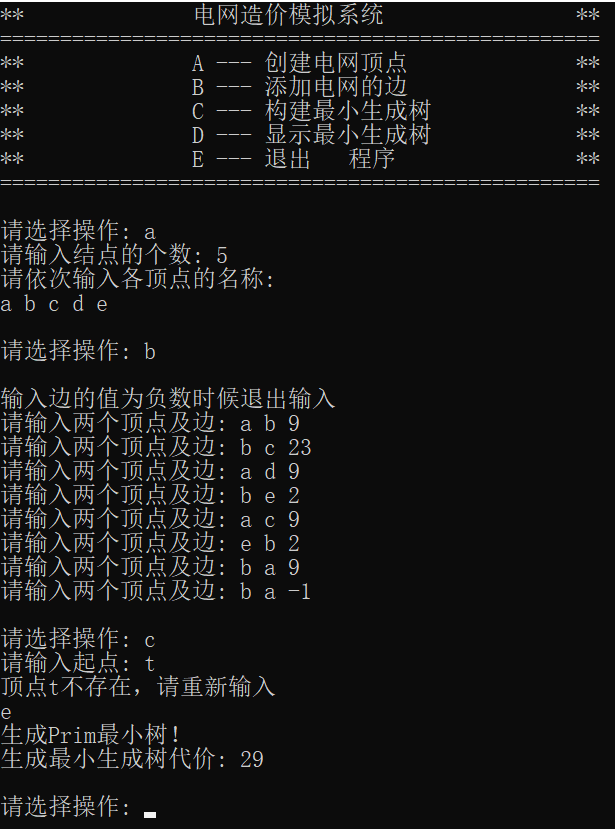 ** 电网造价模拟系统 **
==================================================
** A --- 创建电网顶点 **
** B --- 添加电网的边 **
** C --- 构建最小生成树 **
** D --- 显示最小生成树 **
** E --- 退出 程序 **
==================================================
请选择操作: a
请输入结点的个数: 5
请依次输入各顶点的名称:
a b c d e
请选择操作: b
输入边的值为负数时候退出输入
请输入两个顶点及边: a b 9
请输入两个顶点及边: b c 23
请输入两个顶点及边: a d 9
请输入两个顶点及边: b e 2
请输入两个顶点及边: a c 9
请输入两个顶点及边: e b 2
请输入两个顶点及边: b a 9
请输入两个顶点及边: b a -1
请选择操作: c
请输入起点: t
顶点t不存在，请重新输入
e
生成Prim最小树!
生成最小生成树代价: 29
请选择操作: